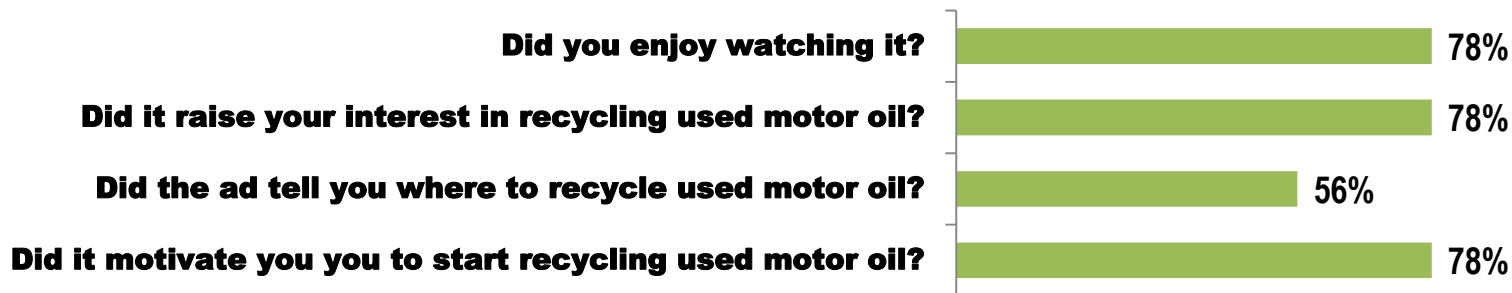 Did you enjoy watching it? 78%
Did it raise your interest in recycling used motor oil? 78%
Did the ad tell you where to recycle used motor oil? 56%
Did it motivate you you to start recycling used motor oil? 78%